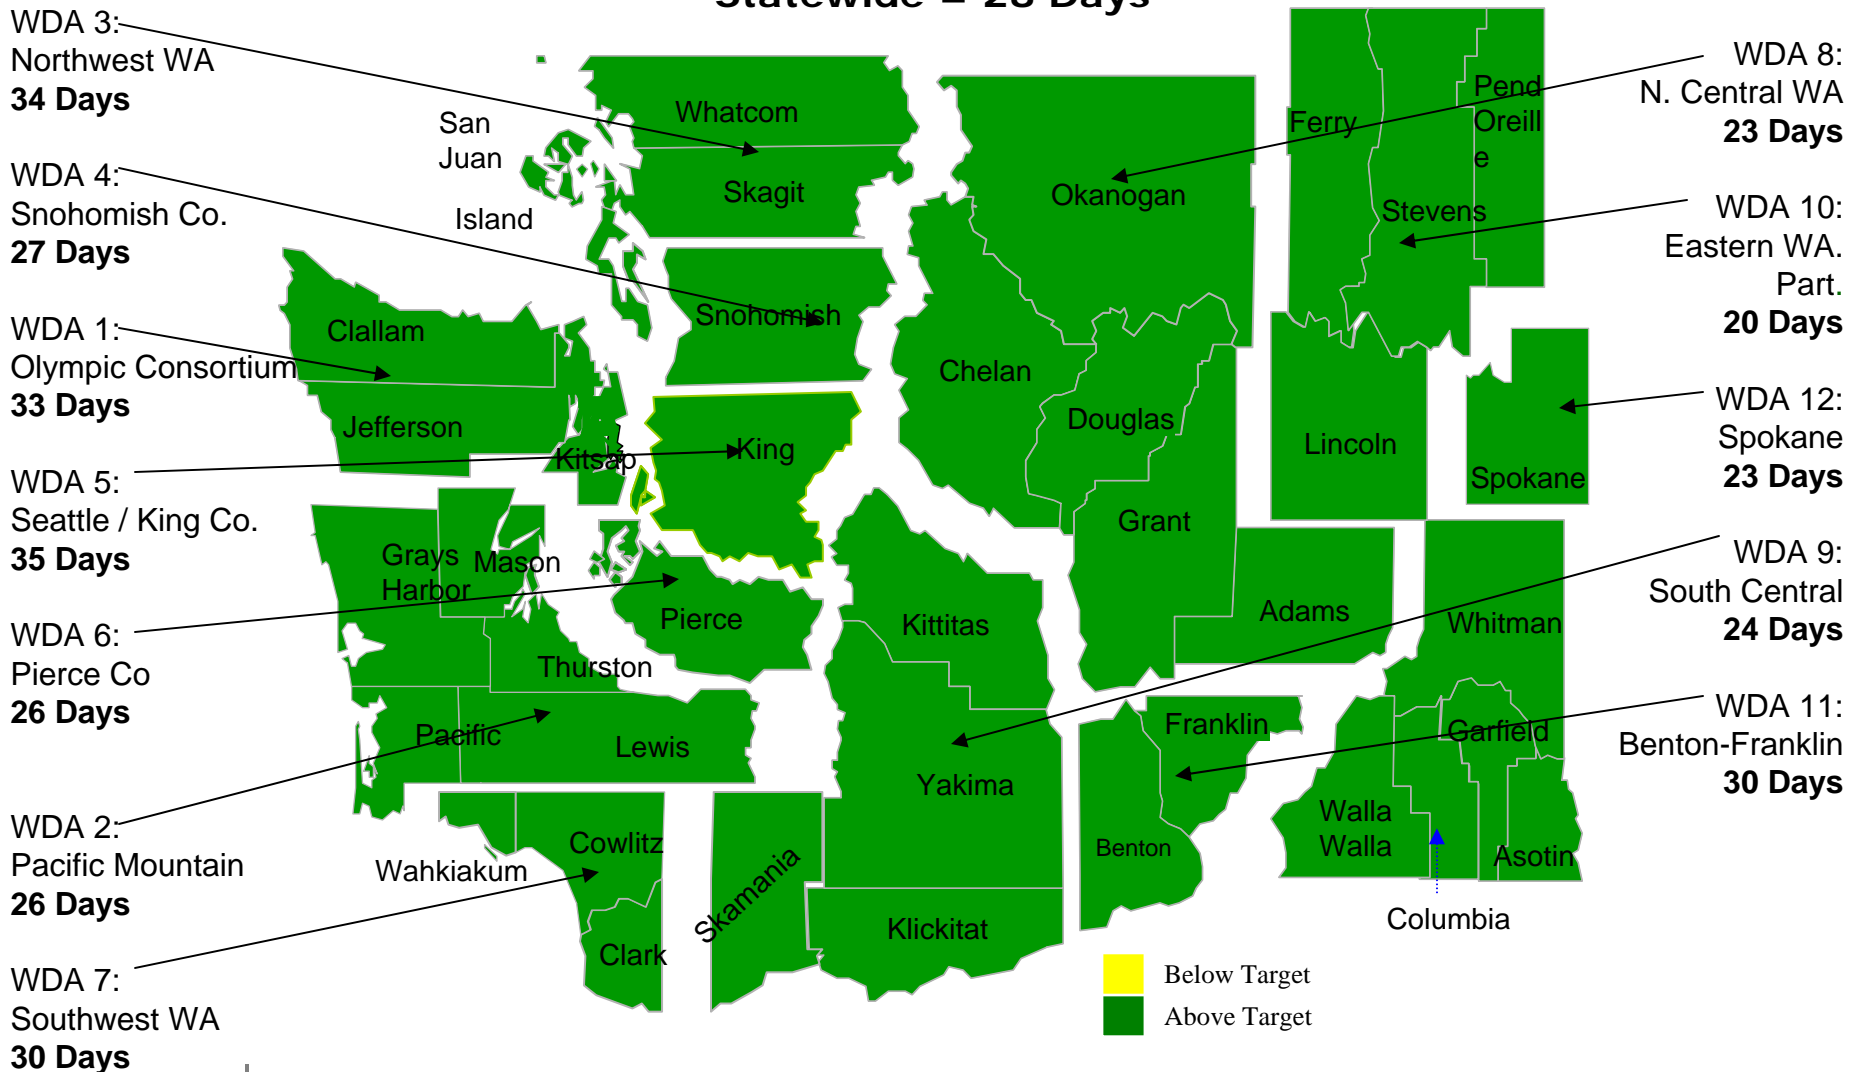 Statewide = 28 Days
WDA 3:
Northwest WA
34 Days
WDA 4:
Snohomish Co.
27 Days
WDA 1:
Olympic Consortium
33 Days
WDA 5:
Seattle / King Co.
35 Days
WDA 6:
Pierce Co
26 Days
WDA 2:
Pacific Mountain
26 Days
WDA 7:
Southwest WA
30 Days
San
Juan
Island
Whatcom
Skagit
Snohomish
Clallam
Jefferson
Kitsap
King
Grays
Harbor
Mason
Pierce
Thurston
Pacific
Lewis
Wahkiakum
Cowlitz
Clark
Skamania
Okanogan
Chelan
Douglas
Grant
Kittitas
Yakima
Klickitat
Ferry
Stevens
Pend
Oreill
e
Lincoln
Spokane
Adams
Whitman
Franklin
Benton
Walla
Walla
Garfield
Asotin
Columbia
WDA 8:
N. Central WA
23 Days
WDA 10:
Eastern WA.
Part.
20 Days
WDA 12:
Spokane
23 Days
WDA 9:
South Central
24 Days
WDA 11:
Benton-Franklin
30 Days
Below Target
Above Target